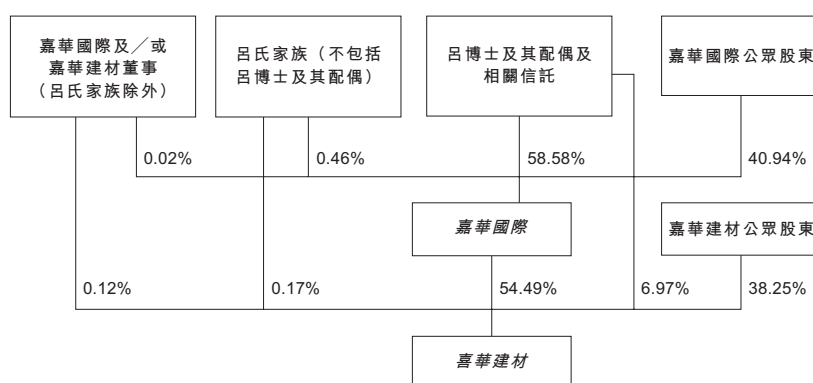 嘉華國際及／或
嘉華建材董事
（呂氏家族除外）
呂氏家族（不包括
呂博士及其配偶）
呂博士及其配偶及
相關信託
嘉華國際公眾股東
0.02%
0.46%
58.58%
40.94%
嘉華國際
嘉華建材公眾股東
0.12%
0.17%
54.49%
6.97%
38.25%
喜華建材